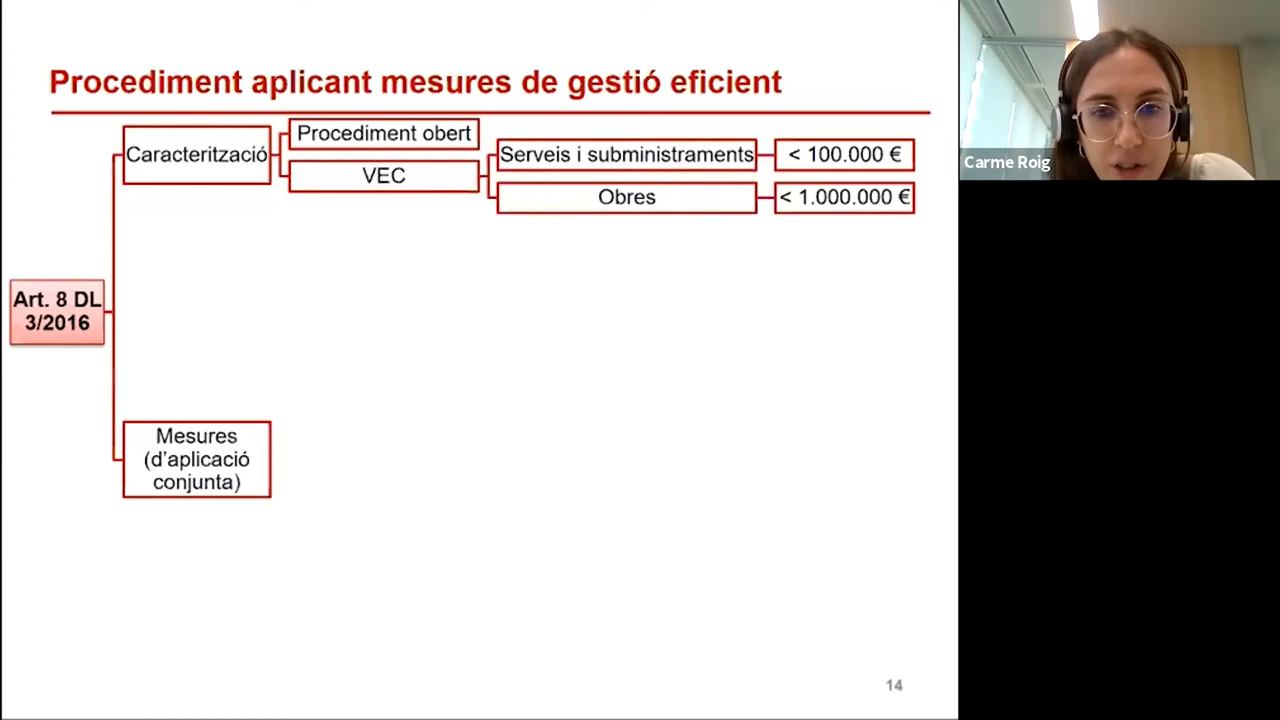 Procediment aplicant mesures de gestió eficient
Caracterització
Procediment obert
VEC
Serveis i subministraments
< 100.000 €
Obres
< 1.000.000 €
Art. 8 DL
3/2016
Mesures
(d’aplicació
conjunta)
14
Carme Roig